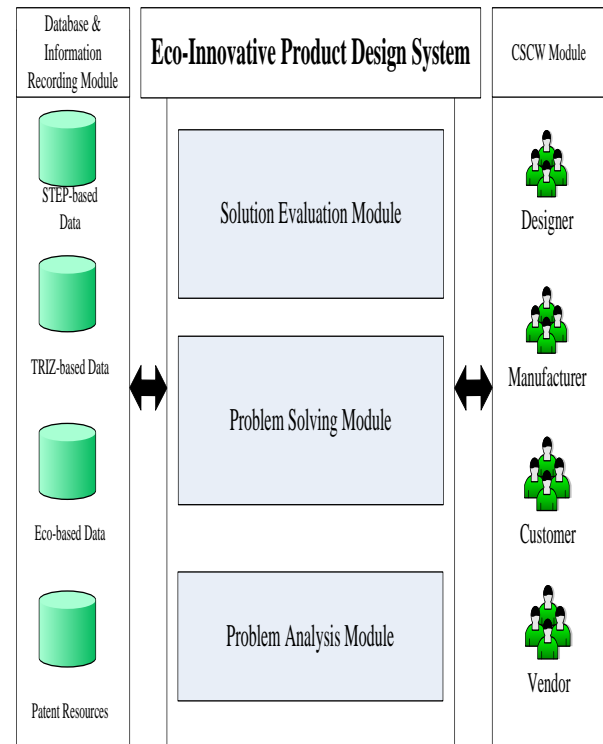 Database &
Information
Recording Module
Eco-Innovative Product Design System
CSCW Module
STEP-based
Data
TRIZ-based Data
Eco-based Data
Patent Resources
Solution Evaluation Module
Problem Solving Module
Problem Analysis Module
Designer
Manufacturer
Customer
Vendor